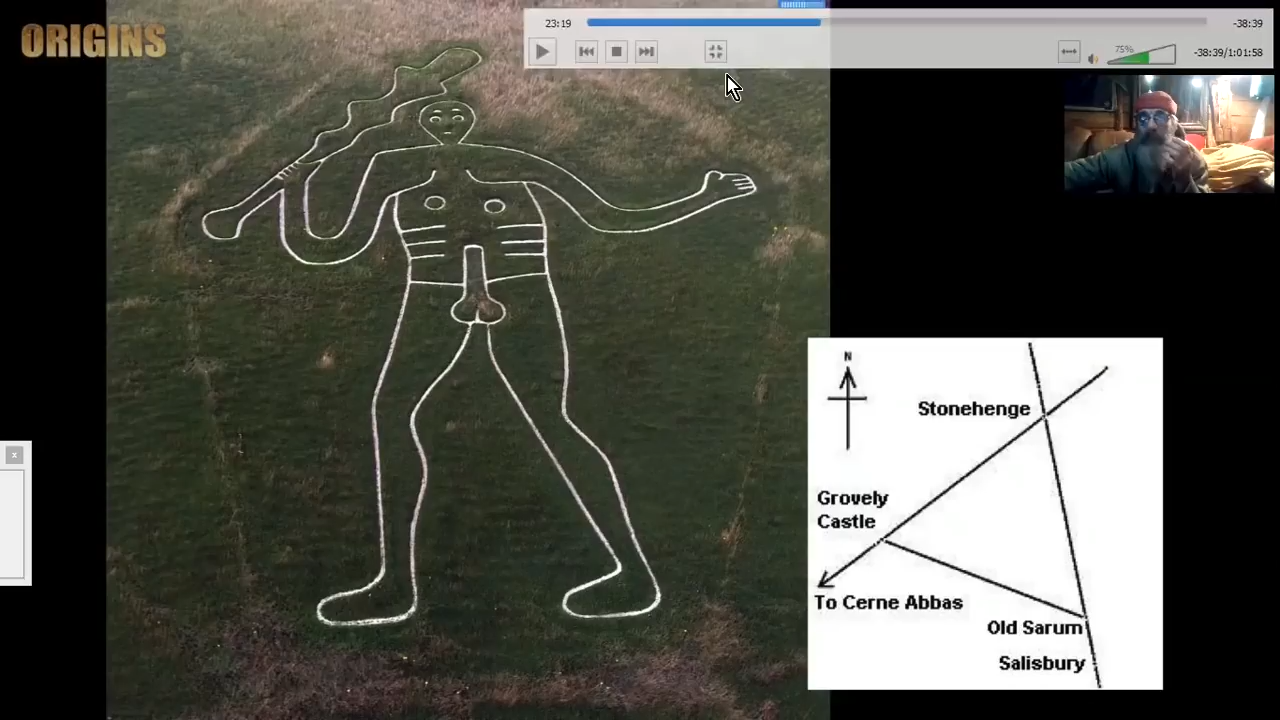 ORIGINS
23:19
-38:39
75%
-38:39/1:01:58
N
Stonehenge
Grovely
Castle
To Cerne Abbas
Old Sarum
Salisbury
x